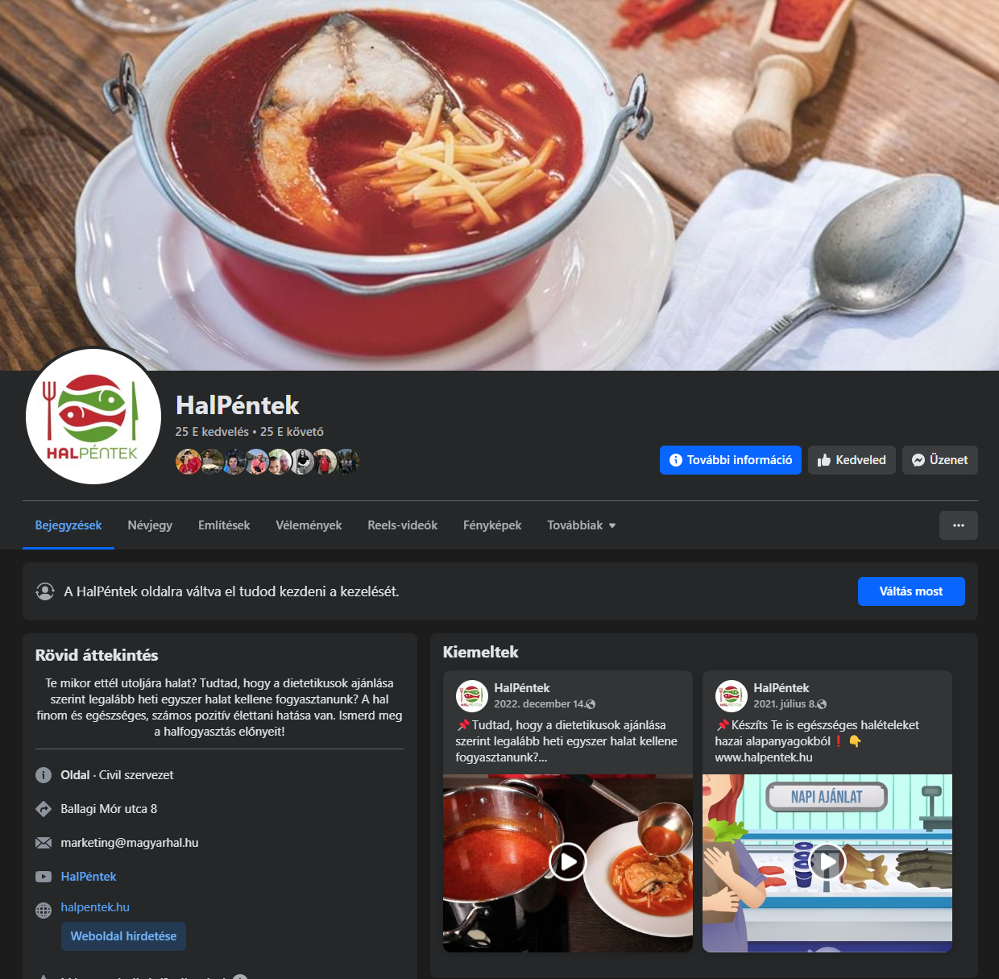 HALPÉNTEK
HalPéntek
25 E kedvelés • 25 E követő
További információ
Kedveled
Üzenet
Bejegyzések
Névjegy
Említések
Vélemények
Reels-videók
Fényképek
Továbbiak
A HalPéntek oldalra váltva el tudod kezdeni a kezelését.
Váltás most
Rövid áttekintés
Te mikor ettél utoljára halat? Tudtad, hogy a dietetikusok ajánlása
szerint legalább heti egyszer halat kellene fogyasztanunk? A hal
finom és egészséges, számos pozitív élettani hatása van. Ismerd meg
a halfogyasztás előnyeit!
Oldal · Civil szervezet
Ballagi Mór utca 8
marketing@magyarhal.hu
HalPéntek
halpentek.hu
Weboldal hirdetése
Kiemeltek
HalPéntek
2022. december 14.
📌Tudtad, hogy a dietetikusok ajánlása
szerint legalább heti egyszer halat kellene
fogyasztanunk?...
HalPéntek
2021. július 8.
📌Készíts Te is egészséges halételeket
hazai alapanyagokból❗👇
www.halpentek.hu
NAPI AJÁNLAT